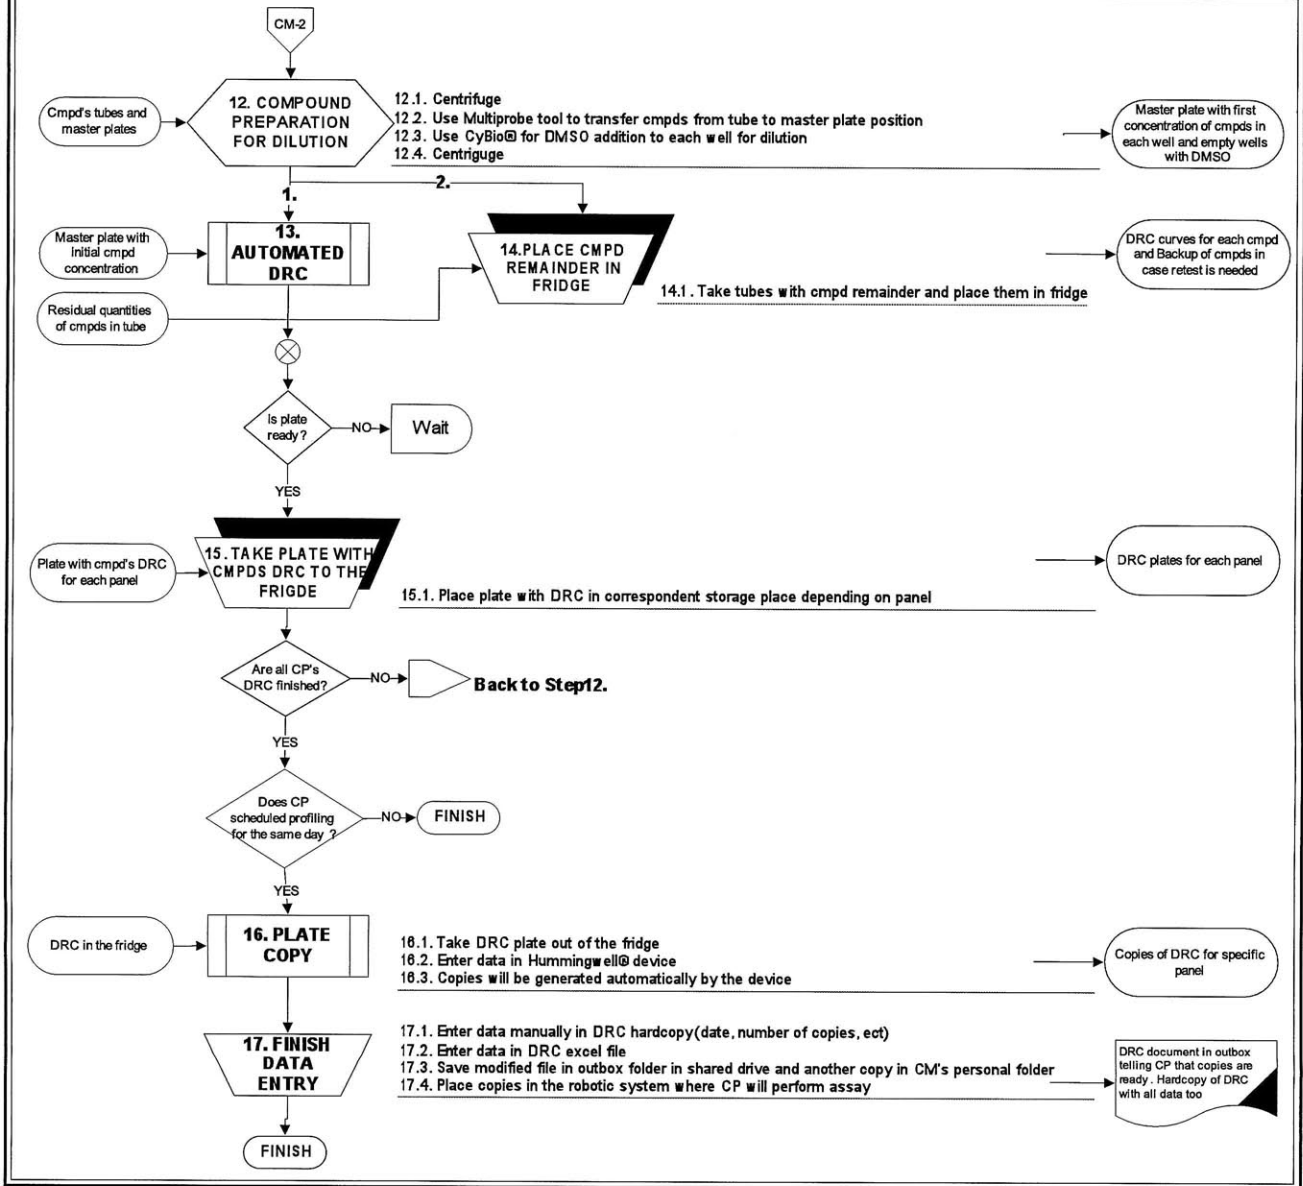 CM-2
Cmpd's tubes and
master plates
12. COMPOUND
PREPARATION
FOR DILUTION
12.1. Centrifuge
12.2. Use Multiprobe tool to transfer cmpds from tube to master plate position
12.3. Use CyBio® for DMSO addition to each well for dilution
12.4. Centriguge
Master plate with first
concentration of cmpds in
each well and empty wells
with DMSO
1.
2.
Master plate with
initial cmpd
concentration
13.
AUTOMATED
DRC
14.PLACE CMPD
REMAINDER IN
FRIDGE
14.1. Take tubes with cmpd remainder and place them in fridge
DRC curves for each cmpd
and Backup of cmpds in
case retest is needed
Residual quantities
of cmpds in tube
Is plate
ready?
NO
Wait
YES
Plate with cmpd's DRC
for each panel
15.TAKE PLATE WITH
CMPDS DRC TO THE
FRIGDE
15.1. Place plate with DRC in correspondent storage place depending on panel
DRC plates for each panel
Are all CP's
DRC finished?
NO
Back to Step12.
YES
Does CP
scheduled profiling
for the same day ?
NO
FINISH
YES
DRC in the fridge
16. PLATE
COPY
16.1. Take DRC plate out of the fridge
16.2. Enter data in Hummingwell® device
16.3. Copies will be generated automatically by the device
Copies of DRC for specific
panel
17. FINISH
DATA
ENTRY
17.1. Enter data manually in DRC hardcopy(date, number of copies, ect)
17.2. Enter data in DRC excel file
17.3. Save modified file in outbox folder in shared drive and another copy in CM's personal folder
17.4. Place copies in the robotic system where CP will perform assay
DRC document in outbox
telling CP that copies are
ready. Hardcopy of DRC
with all data too
FINISH